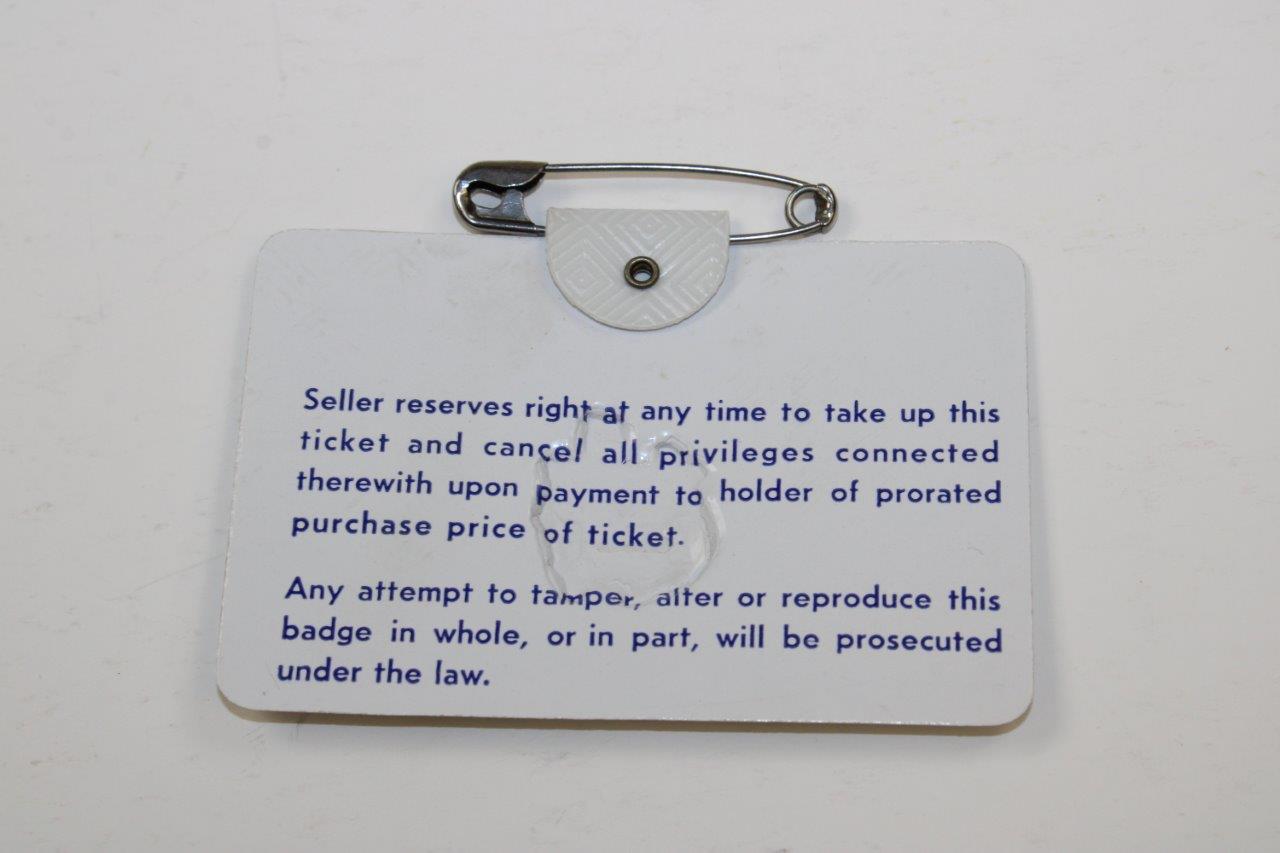 Seller reserves right at any time to take up this
ticket and cancel all privileges connected
therewith upon payment to holder of prorated
purchase price of ticket.
Any attempt to tamper, alter or reproduce this
badge in whole, or in part, will be prosecuted
under the law.